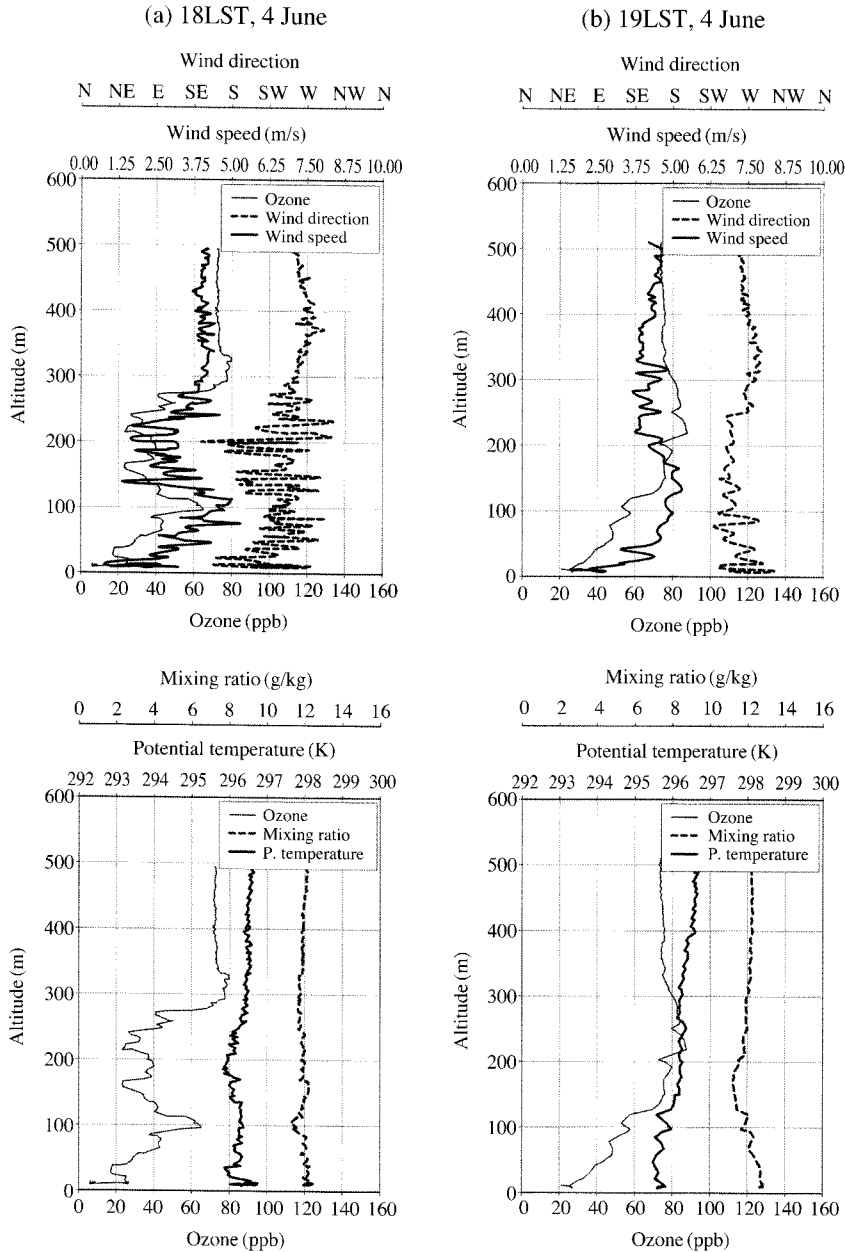 (a) 18LST, 4 June
Wind direction
N NE E SE S SW W NW N
Wind speed (m/s)
0.00 1.25 2.50 3.75 5.00 6.25 7.50 8.75 10.00
600
500
400
300
200
100
0
Altitude (m)
Ozone
Wind direction
Wind speed
0 20 40 60 80 100 120 140 160
Ozone (ppb)
(b) 19LST, 4 June
Wind direction
N NE E SE S SW W NW N
Wind speed (m/s)
0.00 1.25 2.50 3.75 5.00 6.25 7.50 8.75 10.00
600
500
400
300
200
100
0
Altitude (m)
Ozone
Wind direction
Wind speed
0 20 40 60 80 100 120 140 160
Ozone (ppb)
Mixing ratio (g/kg)
0 2 4 6 8 10 12 14 16
Potential temperature (K)
292 293 294 295 296 297 298 299 300
600
500
400
300
200
100
0
Altitude (m)
Ozone
Mixing ratio
P. temperature
0 20 40 60 80 100 120 140 160
Ozone (ppb)
Mixing ratio (g/kg)
0 2 4 6 8 10 12 14 16
Potential temperature (K)
292 293 294 295 296 297 298 299 300
600
500
400
300
200
100
0
Altitude (m)
Ozone
Mixing ratio
P. temperature
0 20 40 60 80 100 120 140 160
Ozone (ppb)